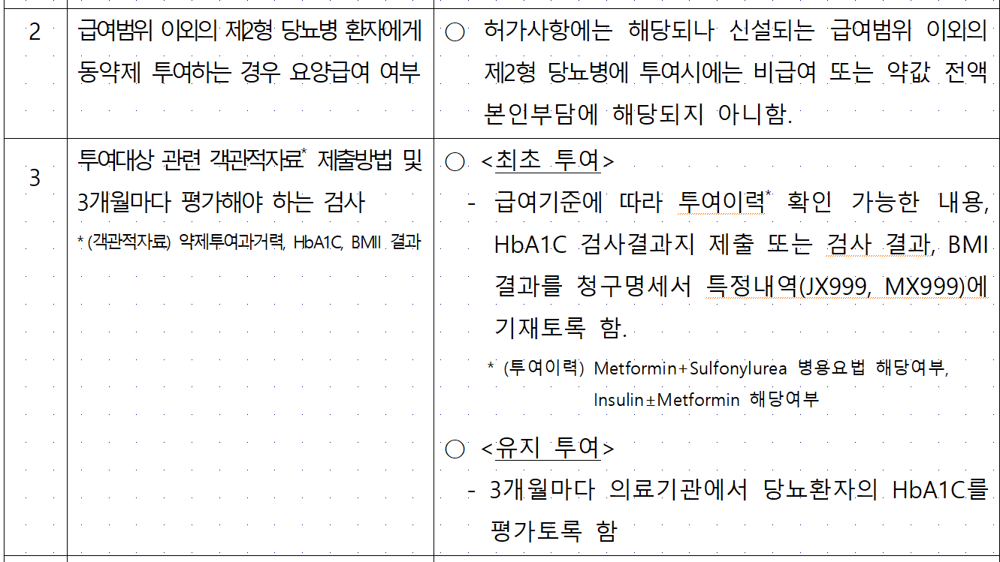 2
급여범위 이외의 제2형 당뇨병 환자에게
동약제 투여하는 경우 요양급여 여부
○ 허가사항에는 해당되나 신설되는 급여범위 이외의
제2형 당뇨병에 투여시에는 비급여 또는 약값 전액
본인부담에 해당되지 아니함.
3
투여대상 관련 객관적자료* 제출방법 및
3개월마다 평가해야 하는 검사
* (객관적자료) 약제투여과거력, HbA1C, BMII 결과
○ <최초 투여>
- 급여기준에 따라 투여이력* 확인 가능한 내용,
HbA1C 검사결과지 제출 또는 검사 결과, BMI
결과를 청구명세서 특정내역(JX999, MX999)에
기재토록 함.
* (투여이력) Metformin+Sulfonylurea 병용요법 해당여부,
Insulin±Metformin 해당여부
○ <유지 투여>
- 3개월마다 의료기관에서 당뇨환자의 HbA1C를
평가토록 함